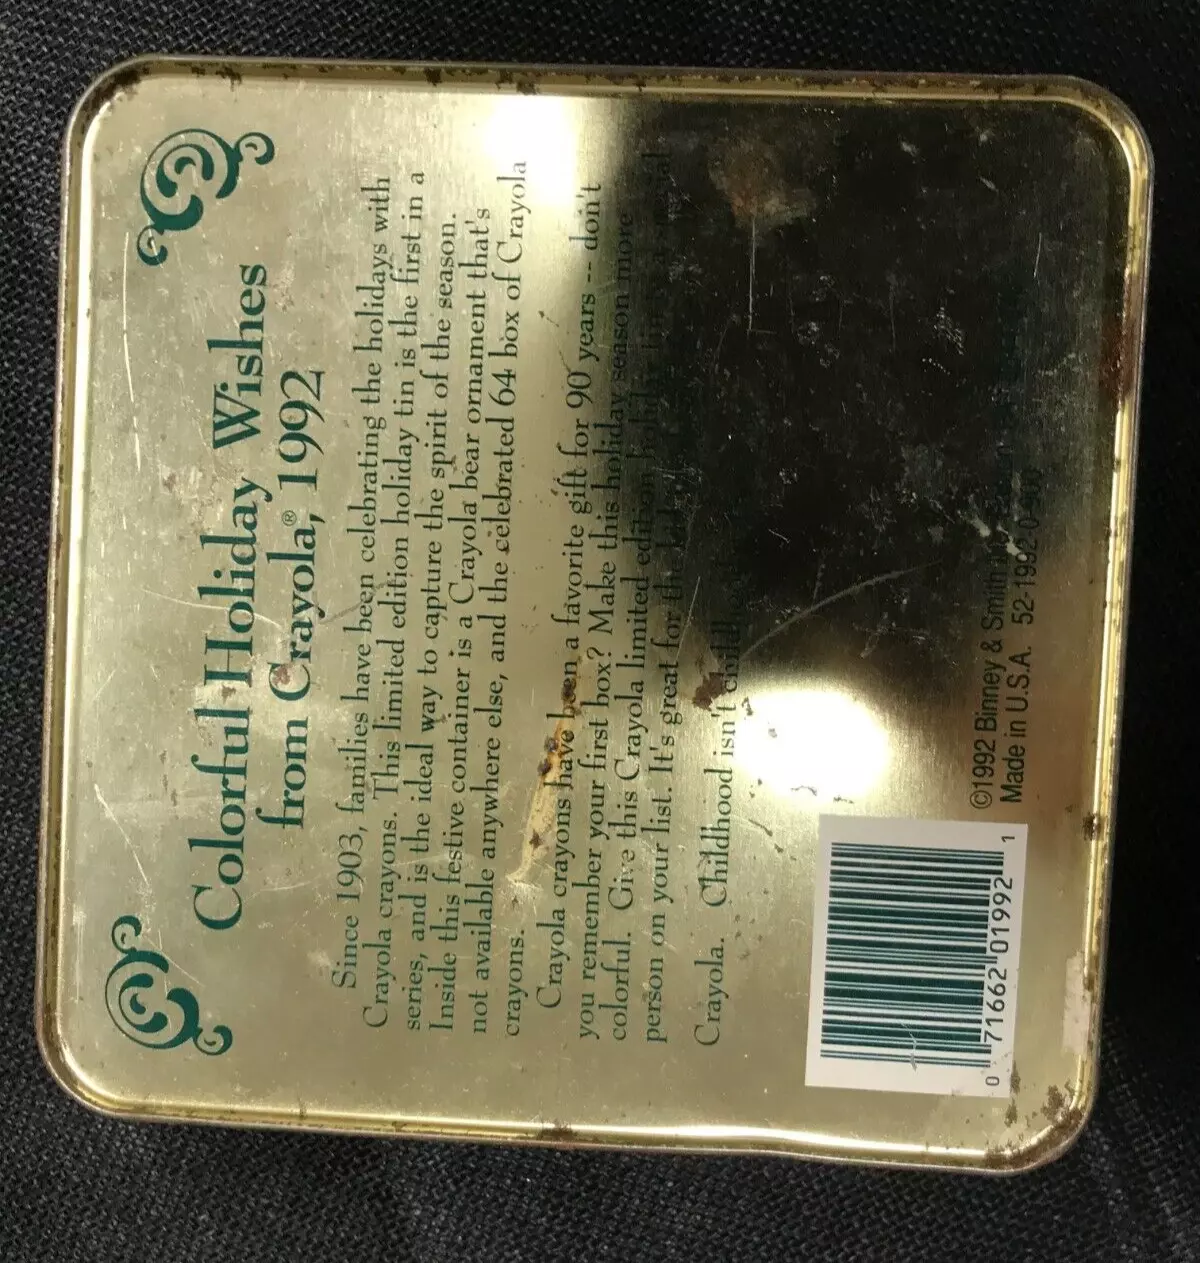 Colorful Holiday Wishes
from Crayola,® 1992
Since 1903, families have been celebrating the holidays with
Crayola crayons. This limited edition holiday tin is the first in a
series, and is the ideal way to capture the spirit of the season.
Inside this festive container is a Crayola bear ornament that's
not available anywhere else, and the celebrated 64 box of Crayola
crayons.
Crayola crayons have been a favorite gift for 90 years -- don't
you remember your first box? Make this holiday season more
colorful. Give this Crayola limited edition holiday
person on your list. It's great for the
Crayola. Childhood isn't
©1992 Binney & Smith
Made in U.S.A. 52-1992-0-
0 71662 01992 1